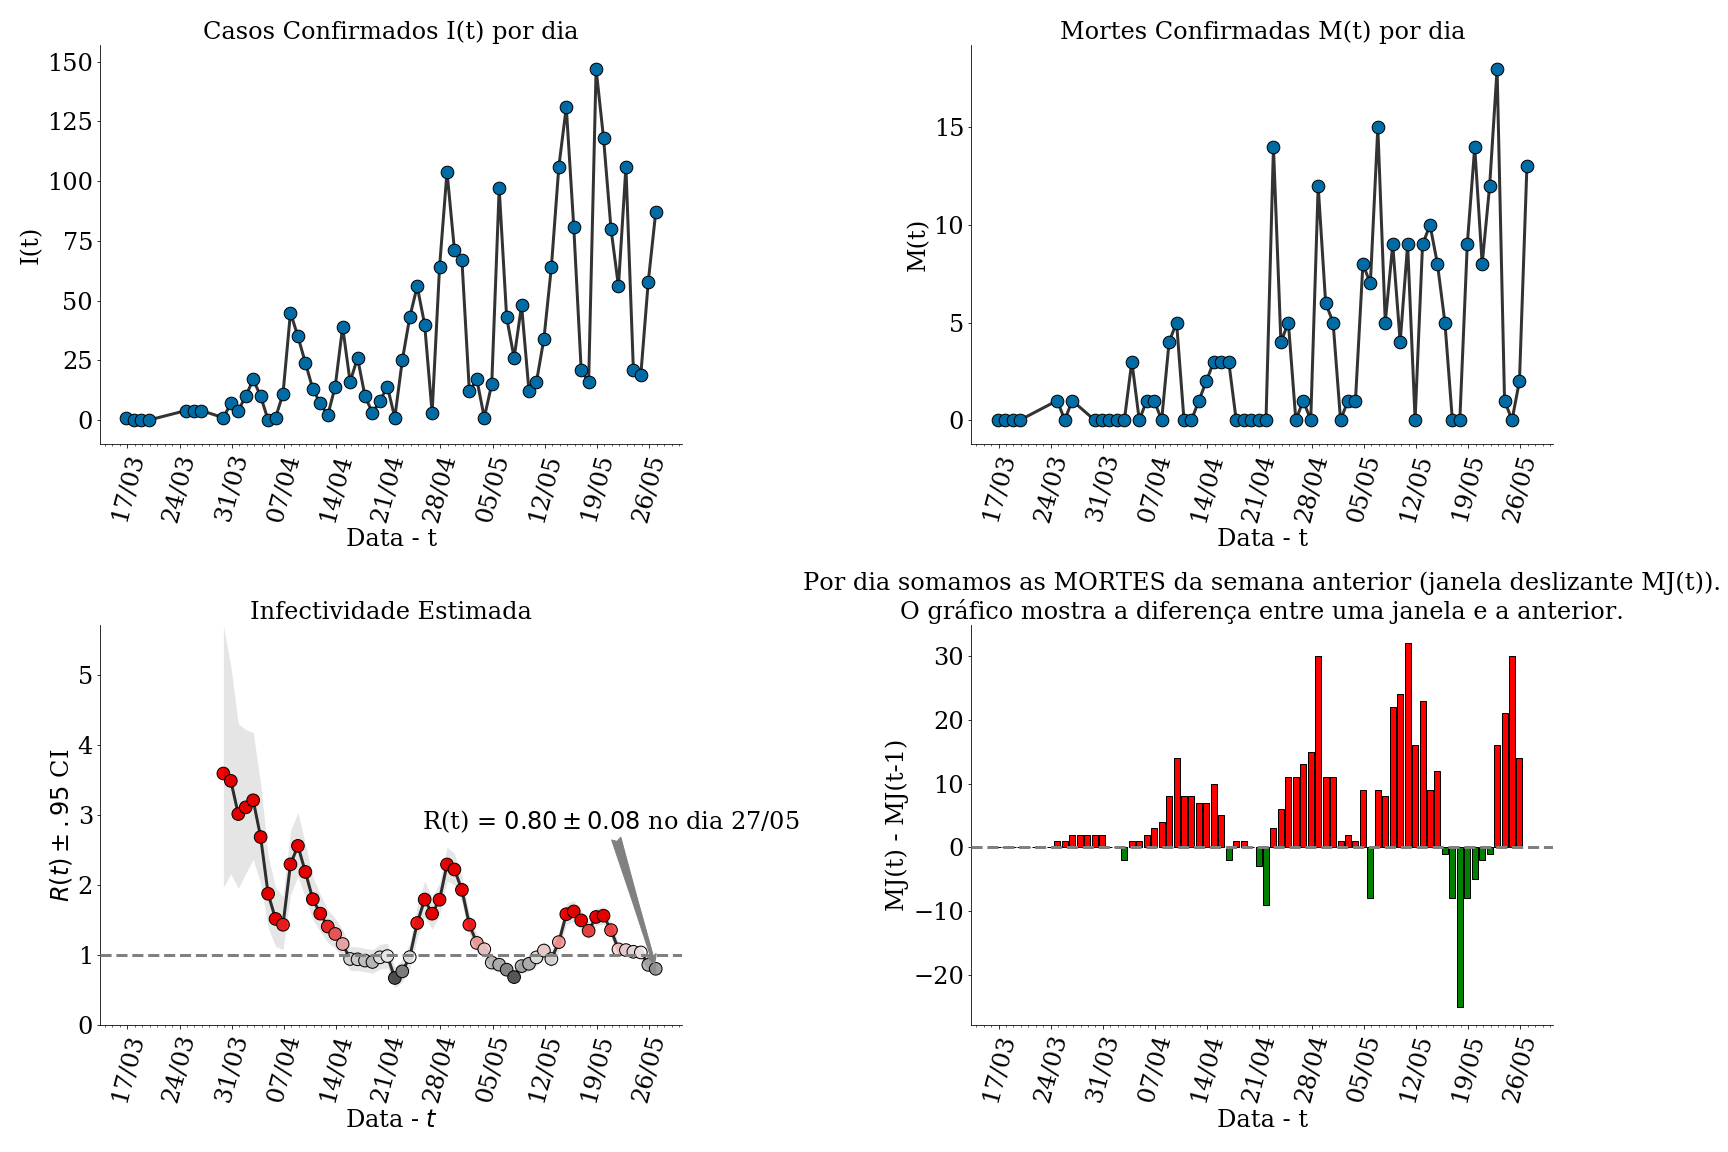 Casos Confirmados I(t) por dia
150
125
100
75
50
25
0
I(t)
17/03 24/03 31/03 07/04 14/04 21/04 28/04 05/05 12/05 19/05 26/05
Data - t
Mortes Confirmadas M(t) por dia
15
10
5
0
M(t)
17/03 24/03 31/03 07/04 14/04 21/04 28/04 05/05 12/05 19/05 26/05
Data - t
Infectividade Estimada
5
4
3
2
1
0
R(t) ± .95 CI
R(t) = 0.80 ± 0.08 no dia 27/05
17/03 24/03 31/03 07/04 14/04 21/04 28/04 05/05 12/05 19/05 26/05
Data - t
Por dia somamos as MORTES da semana anterior (janela deslizante MJ(t)).
O gráfico mostra a diferença entre uma janela e a anterior.
30
20
10
0
−10
−20
MJ(t) - MJ(t-1)
17/03 24/03 31/03 07/04 14/04 21/04 28/04 05/05 12/05 19/05 26/05
Data - t